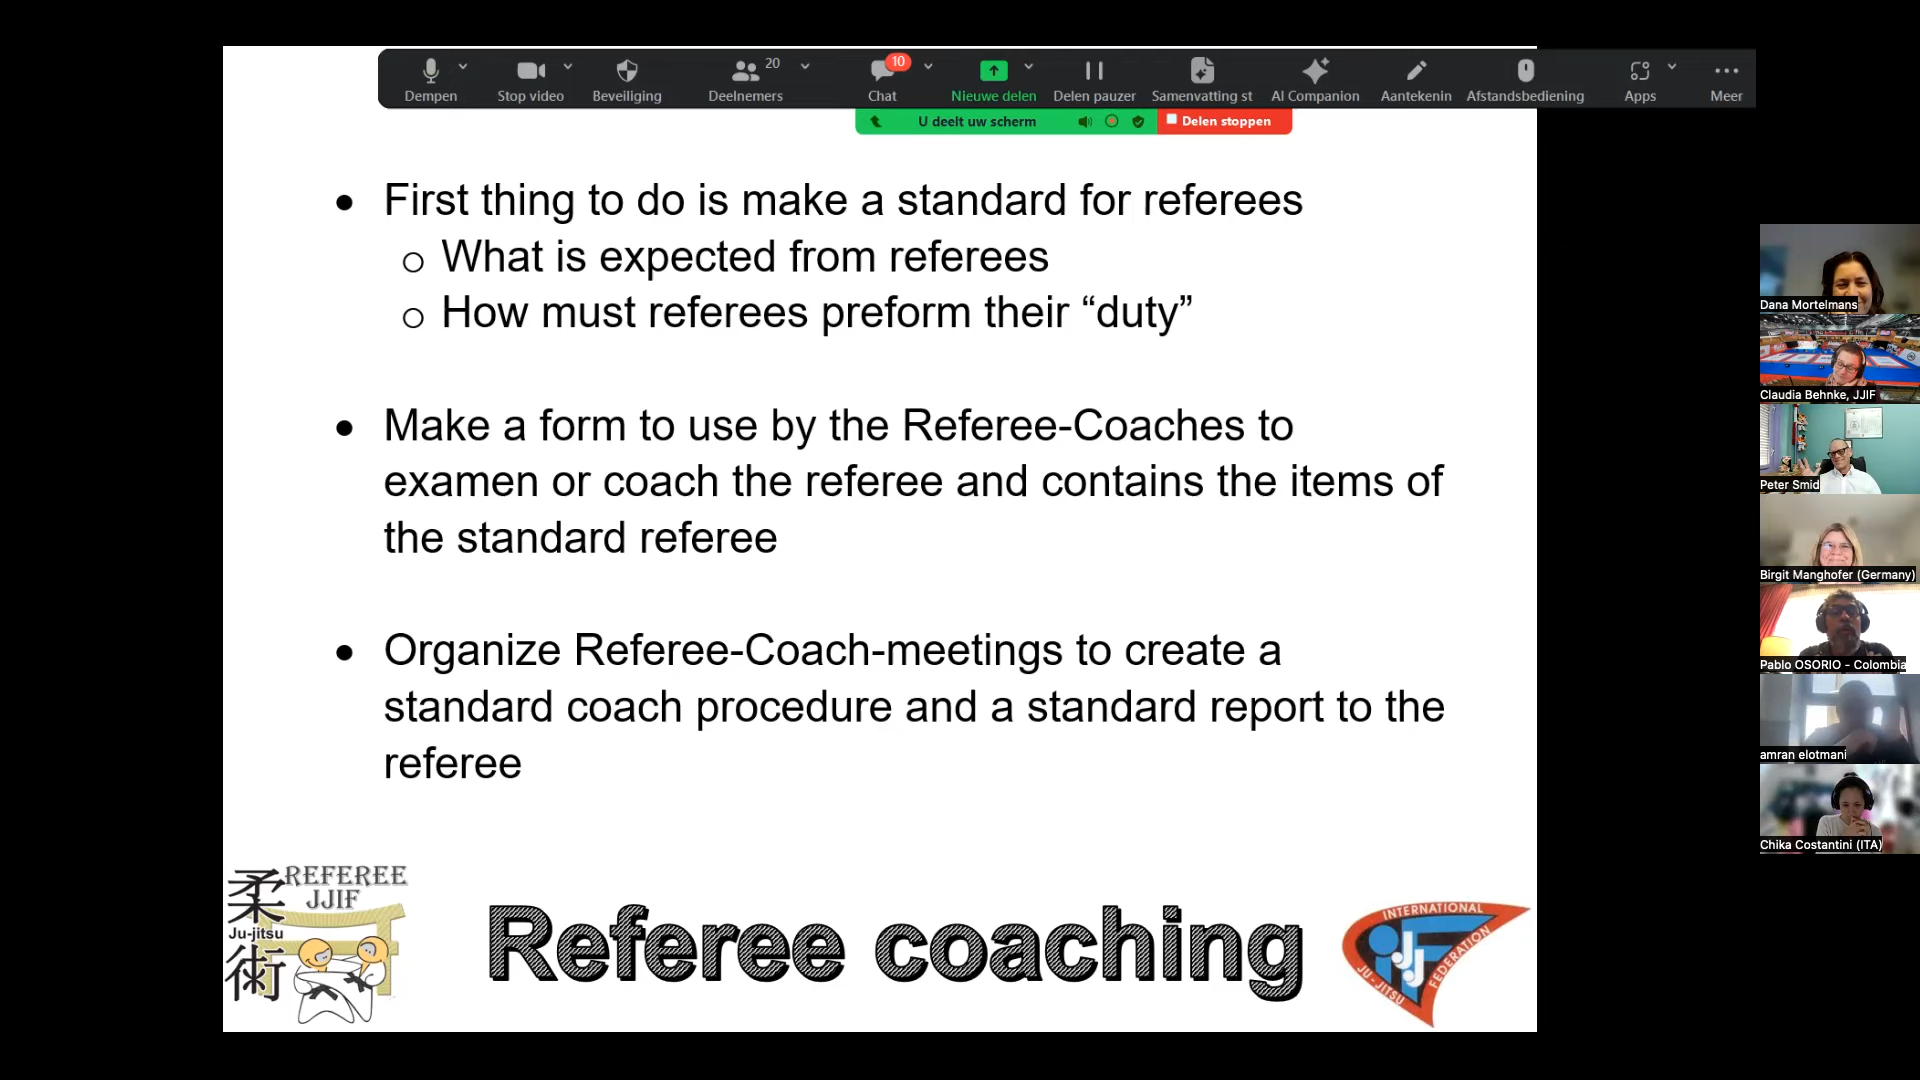 20
10
Dempen
Stop video
Beveiliging
Deelnemers
Chat
Nieuwe delen
Delen pauzer
Samenvatting st
AI Companion
Aantekenin
Afstandsbediening
Apps
Meer
U deelt uw scherm
Delen stoppen
• First thing to do is make a standard for referees
o What is expected from referees
o How must referees preform their “duty”
• Make a form to use by the Referee-Coaches to
examen or coach the referee and contains the items of
the standard referee
• Organize Referee-Coach-meetings to create a
standard coach procedure and a standard report to the
referee
柔術
REFEREE
JJIF
Ju-jitsu
Referee coaching
INTERNATIONAL
JU-JITSU
FEDERATION
JJIF
Dana Mortelmans
Claudia Behnke, JJIF
Peter Smid
Birgit Manghofer (Germany)
Pablo OSORIO - Colombia
amran elotmani
Chika Costantini (ITA)